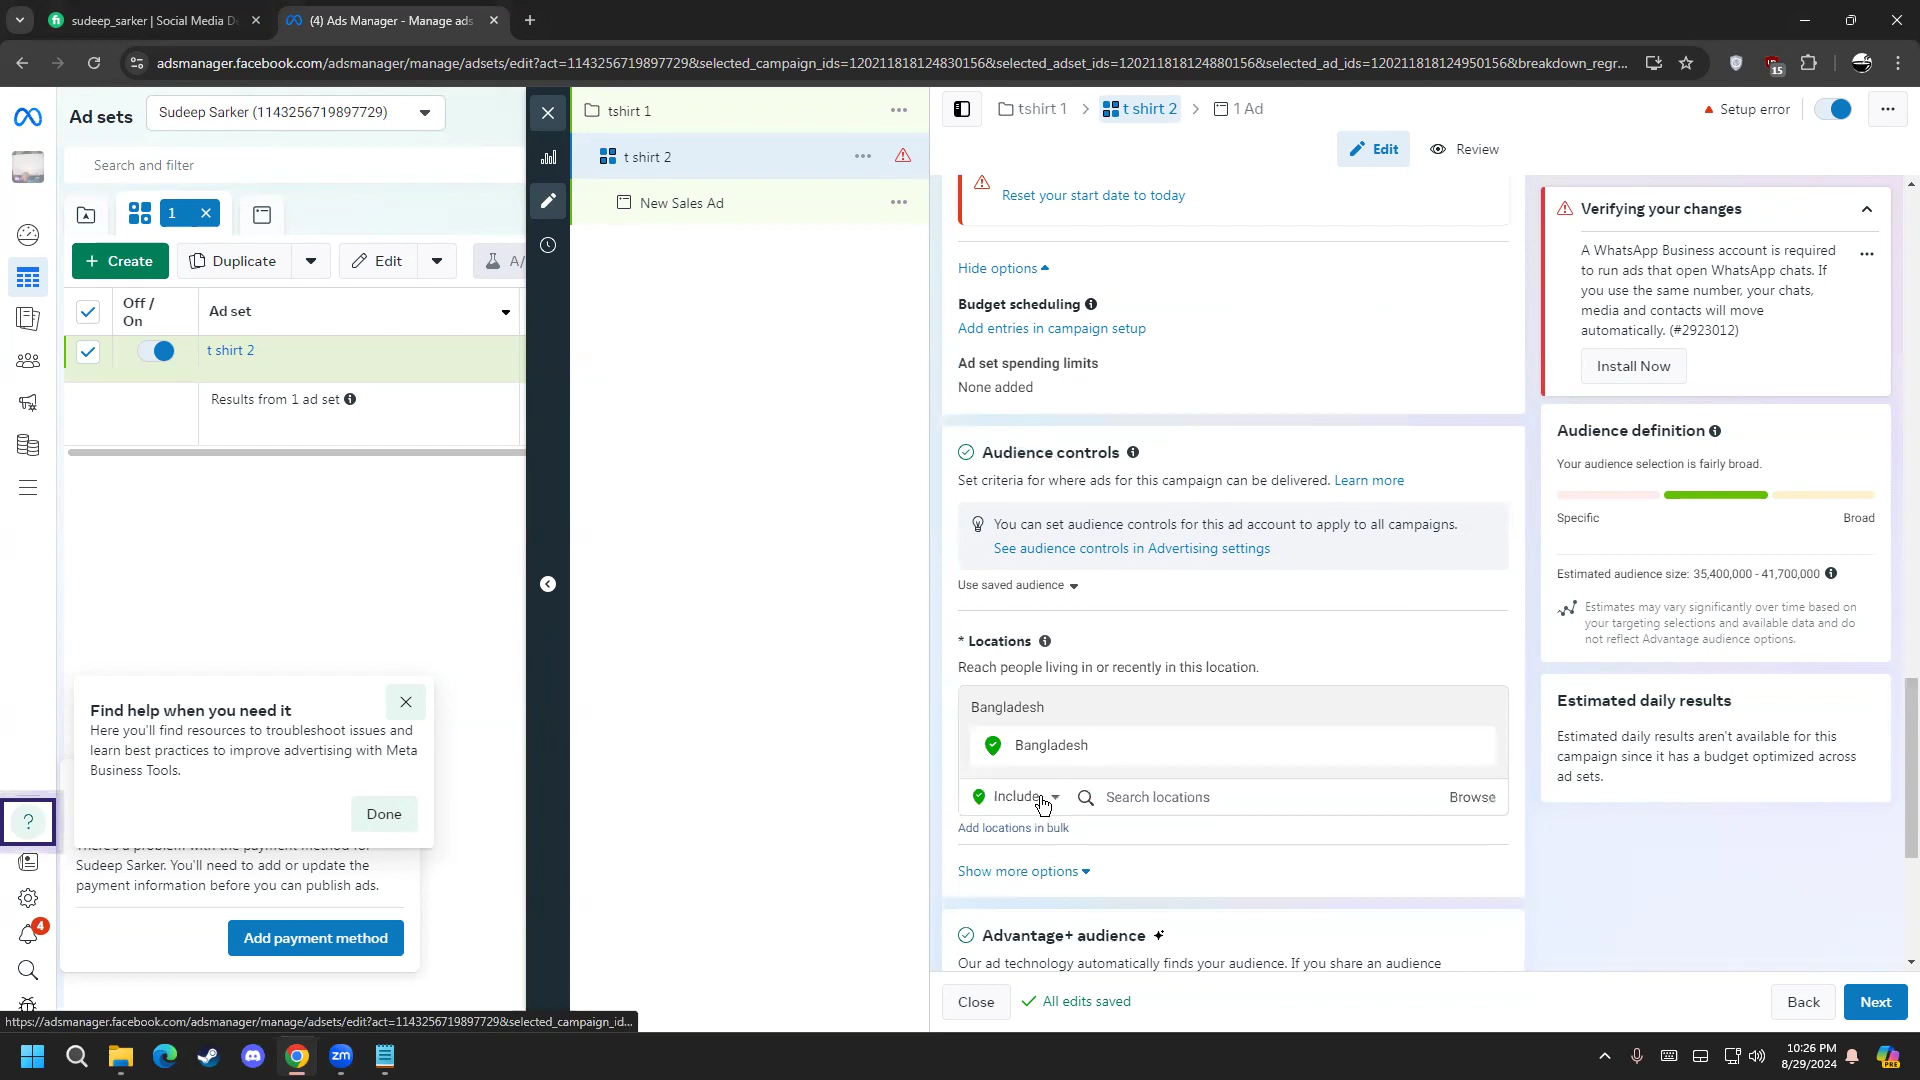 sudeep_sarker | Social Media De
(4) Ads Manager - Manage ads
adsmanager.facebook.com/adsmanager/manage/adsets/edit?act=1143256719897729&selected_campaign_ids=120211818124830156&selected_adset_ids=120211818124880156&selected_ad_ids=120211818124950156&breakdown_regr...
15
Ad sets
Sudeep Sarker (1143256719897729)
tshirt 1
tshirt 1
t shirt 2
1 Ad
Setup error
Search and filter
t shirt 2
Edit
Review
1
New Sales Ad
Create
Duplicate
Edit
A/
Off / On
Ad set
t shirt 2
Results from 1 ad set
Reset your start date to today
Hide options
Budget scheduling
Add entries in campaign setup
Ad set spending limits
None added
Audience controls
Set criteria for where ads for this campaign can be delivered. Learn more
You can set audience controls for this ad account to apply to all campaigns.
See audience controls in Advertising settings
Use saved audience
* Locations
Reach people living in or recently in this location.
Bangladesh
Bangladesh
Include
Search locations
Browse
Add locations in bulk
Show more options
Advantage+ audience
Our ad technology automatically finds your audience. If you share an audience
Close
All edits saved
Back
Next
Verifying your changes
A WhatsApp Business account is required
to run ads that open WhatsApp chats. If
you use the same number, your chats,
media and contacts will move
automatically. (#2923012)
Install Now
Audience definition
Your audience selection is fairly broad.
Specific
Broad
Estimated audience size: 35,400,000 - 41,700,000
Estimates may vary significantly over time based on
your targeting selections and available data and do
not reflect Advantage audience options.
Estimated daily results
Estimated daily results aren't available for this
campaign since it has a budget optimized across
ad sets.
Find help when you need it
Here you'll find resources to troubleshoot issues and
learn best practices to improve advertising with Meta
Business Tools.
Done
There's a problem with the payment method for
Sudeep Sarker. You'll need to add or update the
payment information before you can publish ads.
Add payment method
4
https://adsmanager.facebook.com/adsmanager/manage/adsets/edit?act=1143256719897729&selected_campaign_id...
zm
10:26 PM
8/29/2024
PRE